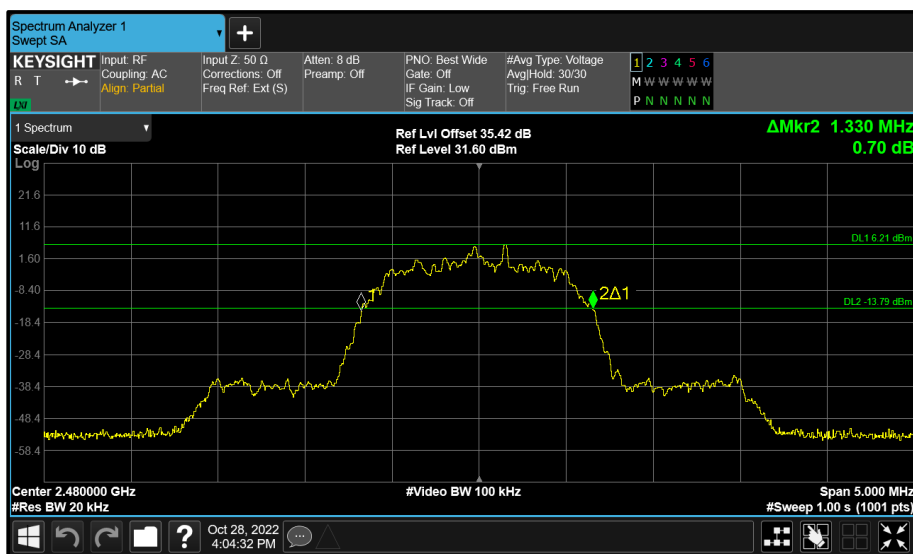 Spectrum Analyzer 1
Swept SA
+
KEYSIGHT
R T
LXI
Input: RF
Coupling: AC
Align: Partial
Input Z: 50 Ω
Corrections: Off
Freq Ref: Ext (S)
Atten: 8 dB
Preamp: Off
PNO: Best Wide
Gate: Off
IF Gain: Low
Sig Track: Off
#Avg Type: Voltage
Avg|Hold: 30/30
Trig: Free Run
1 2 3 4 5 6
M W W W W W
P N N N N N
1 Spectrum
Scale/Div 10 dB
Log
Ref Lvl Offset 35.42 dB
Ref Level 31.60 dBm
ΔMkr2 1.330 MHz
0.70 dB
21.6
11.6
1.60
-8.40
-18.4
-28.4
-38.4
-48.4
-58.4
DL1 6.21 dBm
1
2Δ1
DL2 -13.79 dBm
Center 2.480000 GHz
#Res BW 20 kHz
#Video BW 100 kHz
Span 5.000 MHz
#Sweep 1.00 s (1001 pts)
?
Oct 28, 2022
4:04:32 PM